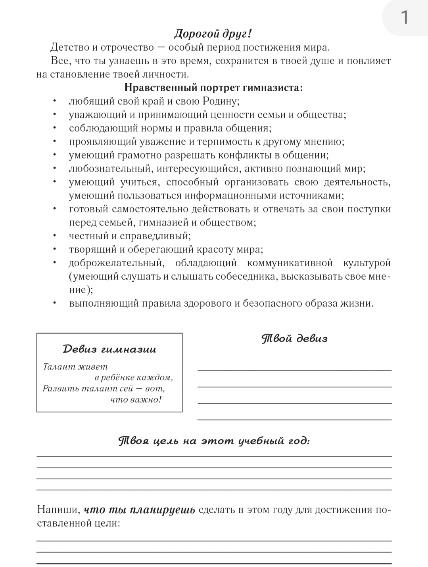 1
Дорогой друг!
Детство и отрочество — особый период постижения мира.
Все, что ты узнаешь в это время, сохранится в твоей душе и повлияет
на становление твоей личности.
Нравственный портрет гимназиста:
• любящий свой край и свою Родину;
• уважающий и принимающий ценности семьи и общества;
• соблюдающий нормы и правила общения;
• проявляющий уважение и терпимость к другому мнению;
• умеющий грамотно разрешать конфликты в общении;
• любознательный, интересующийся, активно познающий мир;
• умеющий учиться, способный организовать свою деятельность,
умеющий пользоваться информационными источниками;
• готовый самостоятельно действовать и отвечать за свои поступки
перед семьей, гимназией и обществом;
• честный и справедливый;
• творящий и оберегающий красоту мира;
• доброжелательный, обладающий коммуникативной культурой
(умеющий слушать и слышать собеседника, высказывать свое мне-
ние);
• выполняющий правила здорового и безопасного образа жизни.
Девиз гимназии
Талант живет
в ребёнке каждом,
Развить талант сей — вот,
что важно!
Твой девиз
Твоя цель на этот учебный год:
Напиши, что ты планируешь сделать в этом году для достижения по-
ставленной цели: